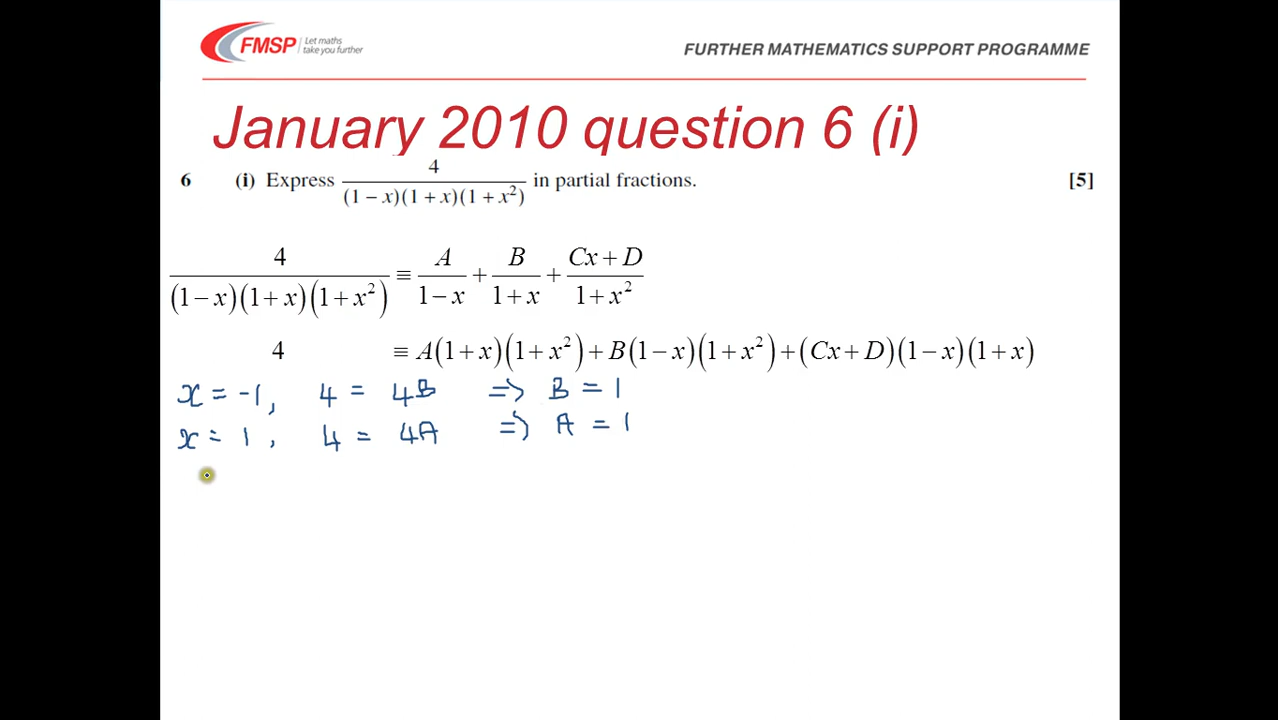 FMSP Let maths take you further
FURTHER MATHEMATICS SUPPORT PROGRAMME
January 2010 question 6 (i)
6 (i) Express 4/((1 − x)(1 + x)(1 + x²)) in partial fractions. [5]
4/((1 − x)(1 + x)(1 + x²)) ≡ A/(1 − x) + B/(1 + x) + (Cx + D)/(1 + x²)
4 ≡ A(1 + x)(1 + x²) + B(1 − x)(1 + x²) + (Cx + D)(1 − x)(1 + x)
x = -1, 4 = 4B => B = 1
x = 1, 4 = 4A => A = 1